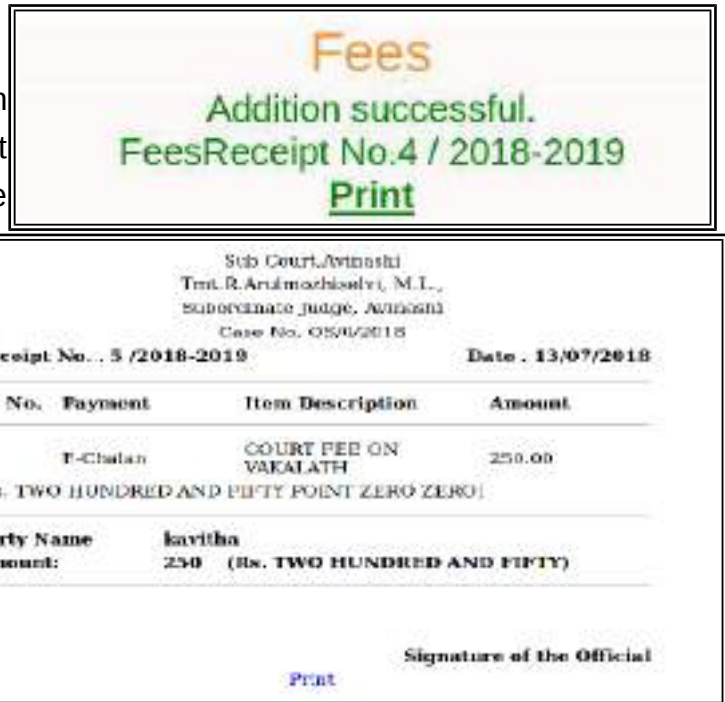 Fees
Addition successful.
FeesReceipt No.4 / 2018-2019
Print
Sub Court,Avinashi
Tmt.R.Arulmozhiselvi, M.L.,
Subordinate Judge, Avinashi
Case No. OS/6/2018
ceipt No. . 5 /2018-2019 Date . 13/07/2018
No. Payment Item Description Amount
E-Chalan COURT FEE ON VAKALATH 250.00
s. TWO HUNDRED AND FIFTY POINT ZERO ZERO]
rty Name kavitha
mount: 250 (Rs. TWO HUNDRED AND FIFTY)
Signature of the Official
Print